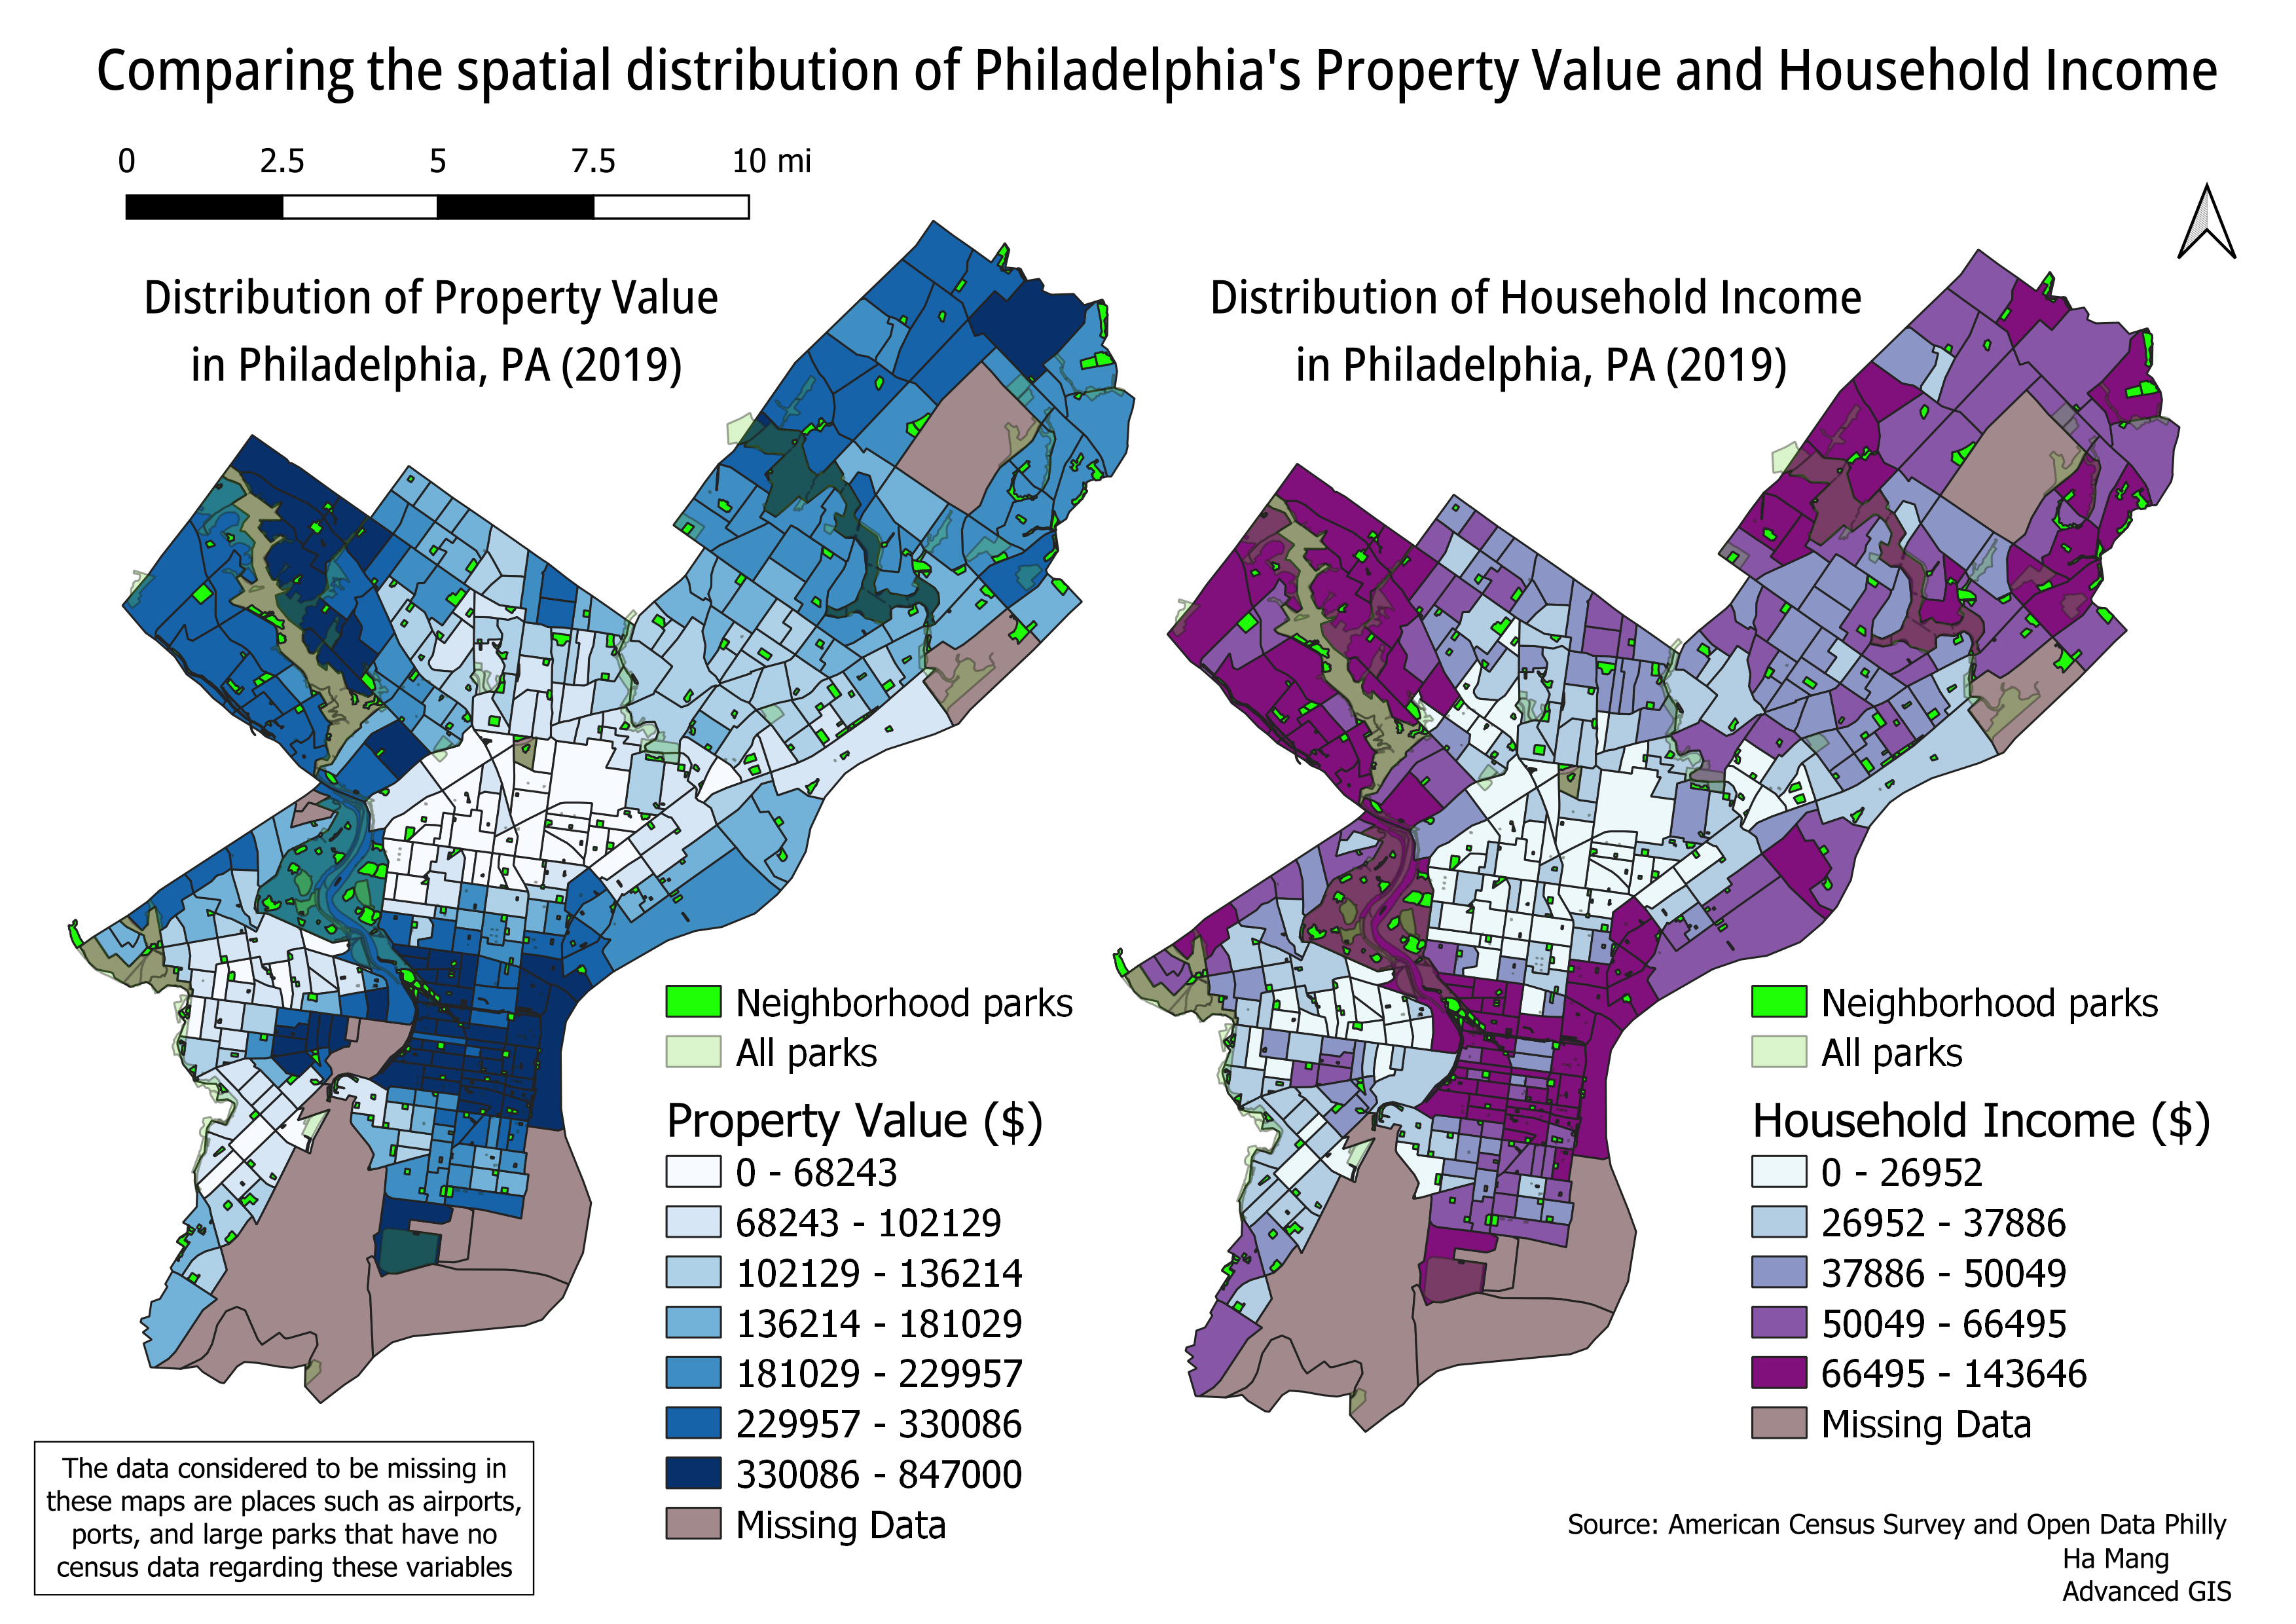 Comparing the spatial distribution of Philadelphia's Property Value and Household Income
0 2.5 5 7.5 10 mi
Distribution of Property Value
in Philadelphia, PA (2019)
Distribution of Household Income
in Philadelphia, PA (2019)
Neighborhood parks
All parks
Property Value ($)
0 - 68243
68243 - 102129
102129 - 136214
136214 - 181029
181029 - 229957
229957 - 330086
330086 - 847000
Missing Data
Neighborhood parks
All parks
Household Income ($)
0 - 26952
26952 - 37886
37886 - 50049
50049 - 66495
66495 - 143646
Missing Data
The data considered to be missing in
these maps are places such as airports,
ports, and large parks that have no
census data regarding these variables
Source: American Census Survey and Open Data Philly
Ha Mang
Advanced GIS